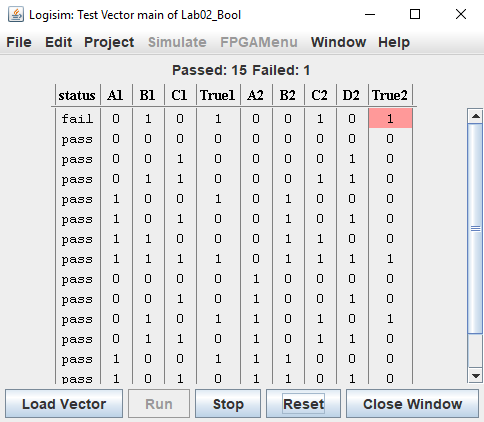 Logisim: Test Vector main of Lab02_Bool
File Edit Project Simulate FPGAMenu Window Help
Passed: 15 Failed: 1
status A1 B1 C1 True1 A2 B2 C2 D2 True2
fail 0 1 0 1 0 0 1 0 1
pass 0 0 0 0 0 0 0 0 0
pass 0 0 1 0 0 0 0 1 0
pass 0 1 1 0 0 0 1 1 0
pass 1 0 0 1 0 1 0 0 0
pass 1 0 1 0 0 1 0 1 0
pass 1 1 0 0 0 1 1 0 0
pass 1 1 1 1 0 1 1 1 1
pass 0 0 0 0 1 0 0 0 0
pass 0 0 1 0 1 0 0 1 0
pass 0 1 0 1 1 0 1 0 1
pass 0 1 1 0 1 0 1 1 0
pass 1 0 0 1 1 1 0 0 0
pass 1 0 1 0 1 1 0 1 0
Load Vector Run Stop Reset Close Window